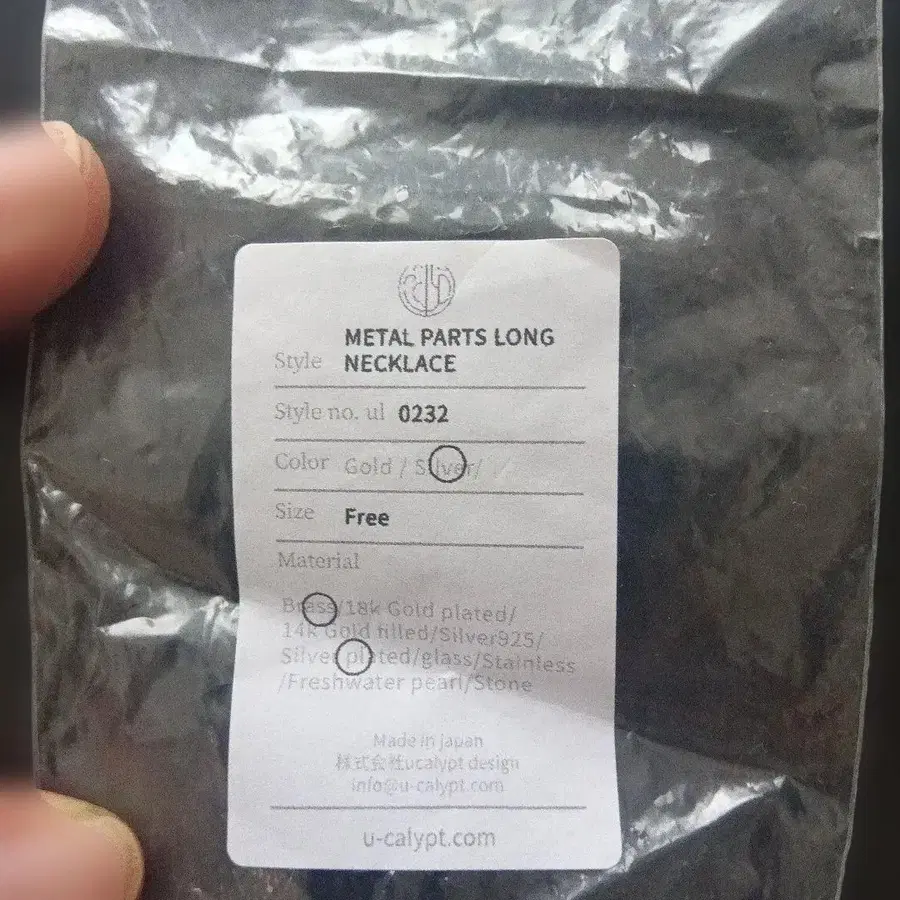 METAL PARTS LONG
Style NECKLACE
Style no. ul 0232
Color Gold / Silver/ /
Size Free
Material
Brass/18k Gold plated/
14k Gold filled/Silver925/
Silver plated/glass/Stainless
/Freshwater pearl/Stone
Made in japan
株式会社ucalypt design
info@u-calypt.com
u-calypt.com